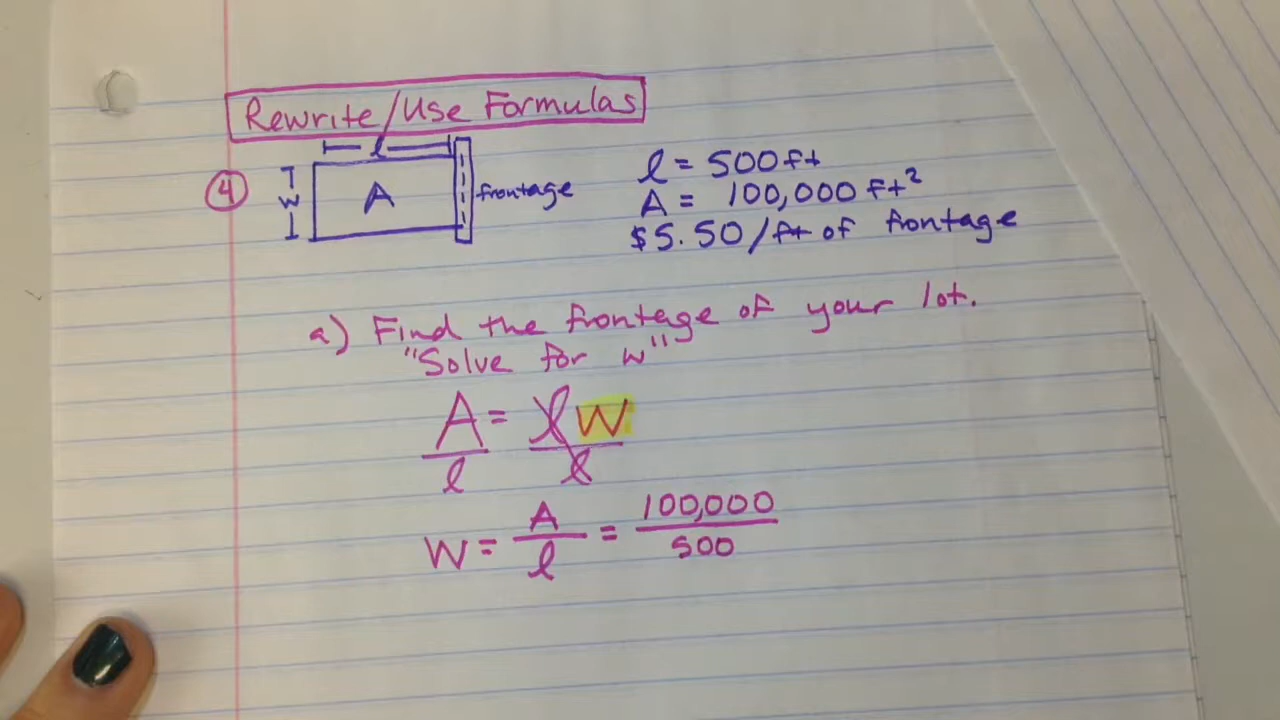 Rewrite/Use Formulas
4
l
w
A
frontage
l = 500 ft
A = 100,000 ft²
$5.50/ft of frontage
a) Find the frontage of your lot.
"Solve for w"
A = lw
l l
w = A = 100,000
l 500